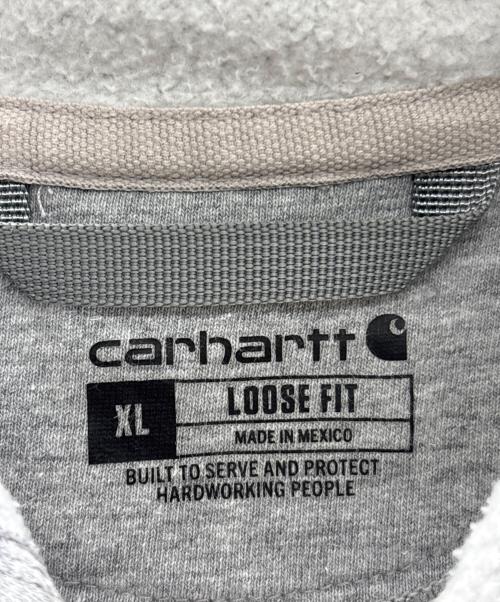 carhartt
XL
LOOSE FIT
MADE IN MEXICO
BUILT TO SERVE AND PROTECT
HARDWORKING PEOPLE